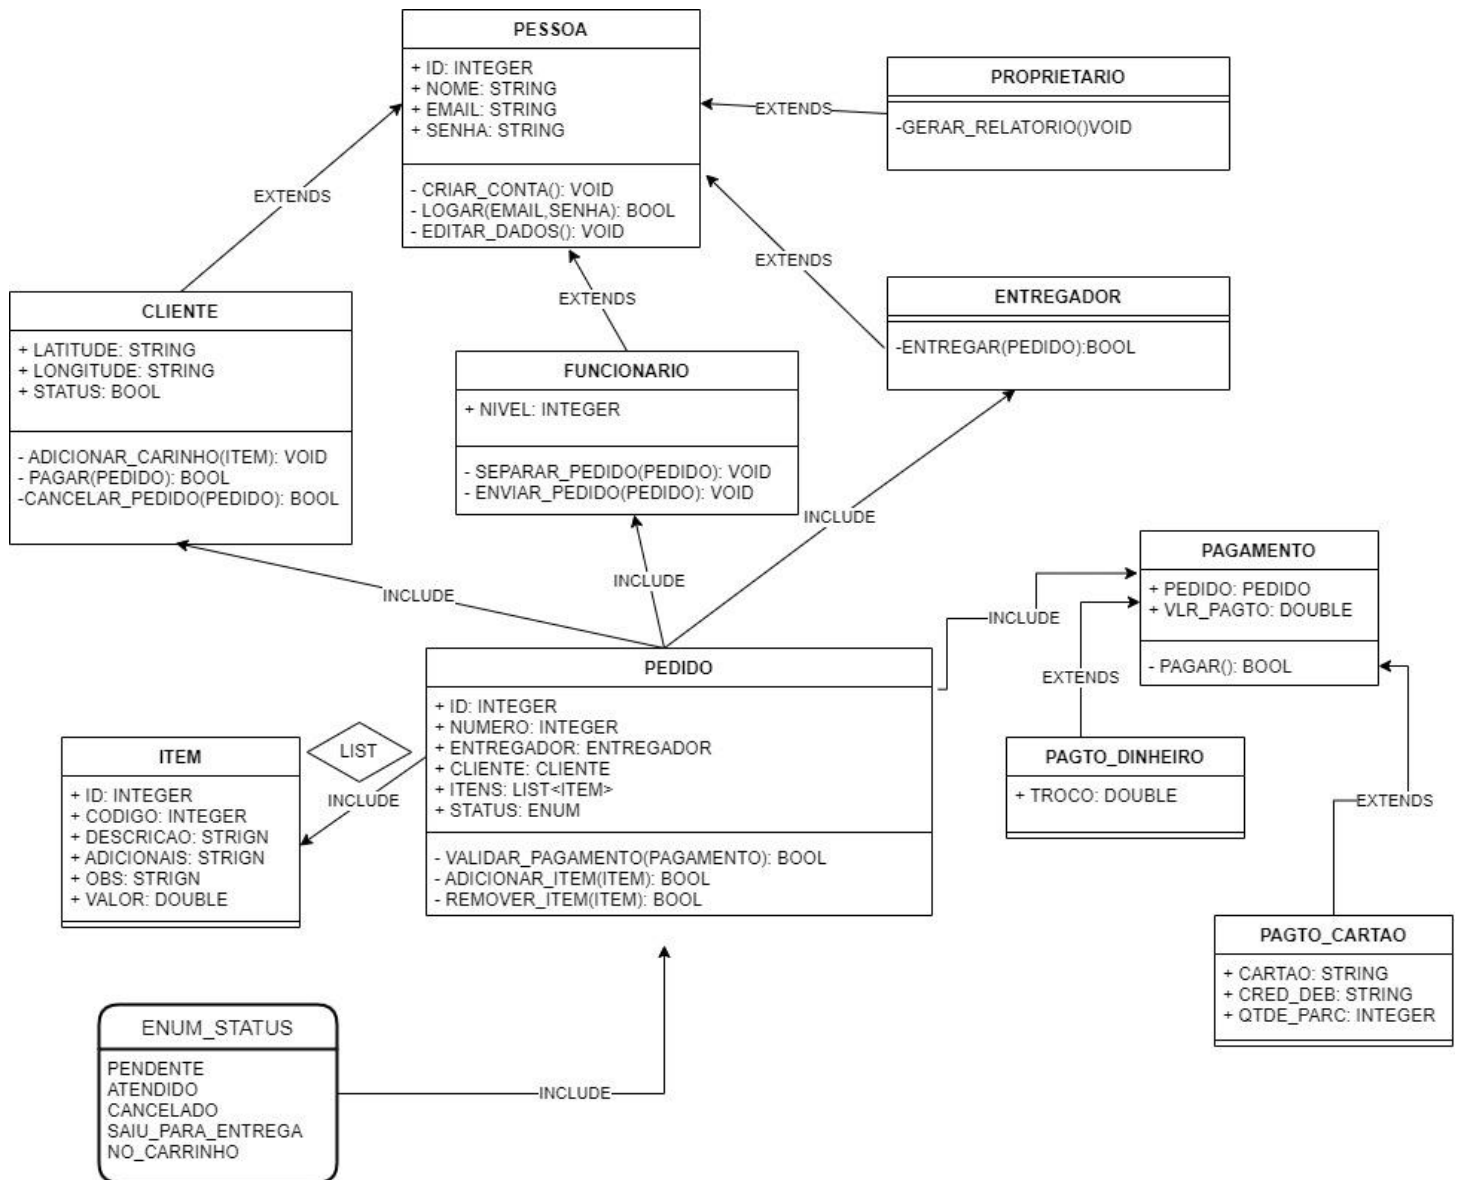 PESSOA
+ ID: INTEGER
+ NOME: STRING
+ EMAIL: STRING
+ SENHA: STRING
- CRIAR_CONTA(): VOID
- LOGAR(EMAIL,SENHA): BOOL
- EDITAR_DADOS(): VOID
PROPRIETARIO
-GERAR_RELATORIO()VOID
EXTENDS
EXTENDS
EXTENDS
EXTENDS
CLIENTE
+ LATITUDE: STRING
+ LONGITUDE: STRING
+ STATUS: BOOL
- ADICIONAR_CARINHO(ITEM): VOID
- PAGAR(PEDIDO): BOOL
-CANCELAR_PEDIDO(PEDIDO): BOOL
FUNCIONARIO
+ NIVEL: INTEGER
- SEPARAR_PEDIDO(PEDIDO): VOID
- ENVIAR_PEDIDO(PEDIDO): VOID
ENTREGADOR
-ENTREGAR(PEDIDO):BOOL
INCLUDE
INCLUDE
INCLUDE
INCLUDE
PAGAMENTO
+ PEDIDO: PEDIDO
+ VLR_PAGTO: DOUBLE
- PAGAR(): BOOL
EXTENDS
EXTENDS
PEDIDO
+ ID: INTEGER
+ NUMERO: INTEGER
+ ENTREGADOR: ENTREGADOR
+ CLIENTE: CLIENTE
+ ITENS: LIST<ITEM>
+ STATUS: ENUM
- VALIDAR_PAGAMENTO(PAGAMENTO): BOOL
- ADICIONAR_ITEM(ITEM): BOOL
- REMOVER_ITEM(ITEM): BOOL
LIST
INCLUDE
ITEM
+ ID: INTEGER
+ CODIGO: INTEGER
+ DESCRICAO: STRIGN
+ ADICIONAIS: STRIGN
+ OBS: STRIGN
+ VALOR: DOUBLE
PAGTO_DINHEIRO
+ TROCO: DOUBLE
PAGTO_CARTAO
+ CARTAO: STRING
+ CRED_DEB: STRING
+ QTDE_PARC: INTEGER
ENUM_STATUS
PENDENTE
ATENDIDO
CANCELADO
SAIU_PARA_ENTREGA
NO_CARRINHO
INCLUDE